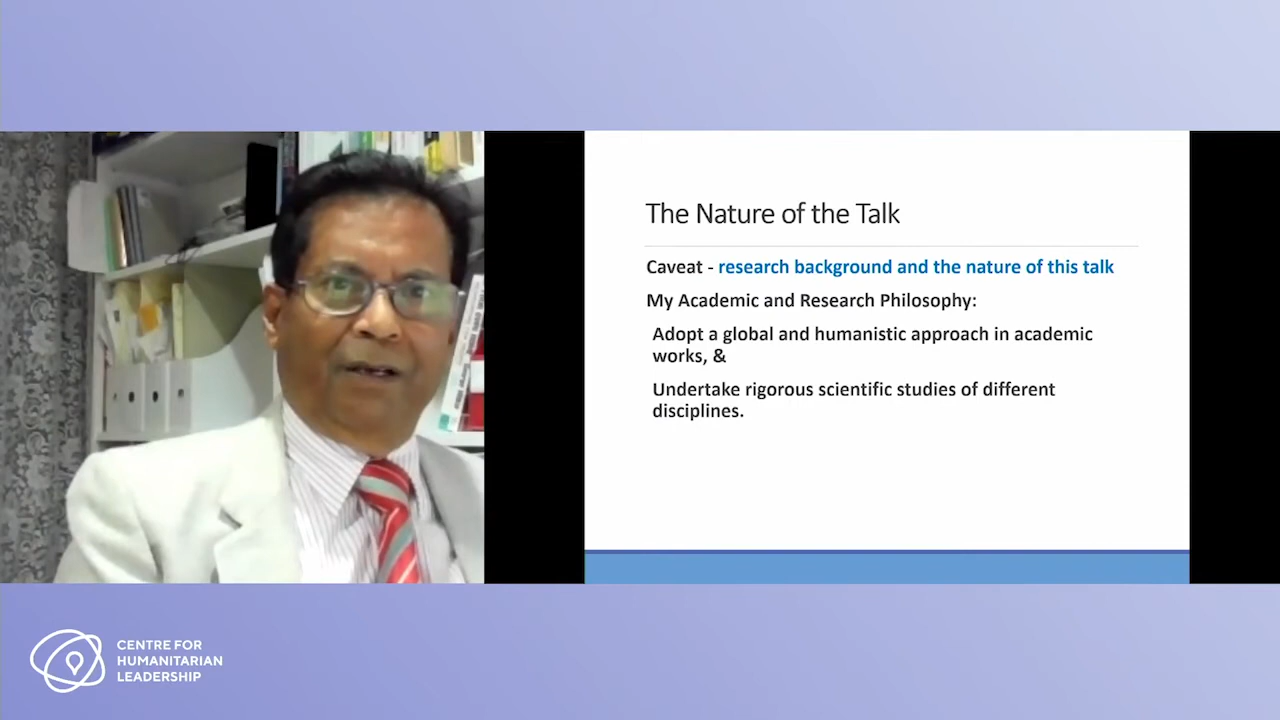 The Nature of the Talk
Caveat - research background and the nature of this talk
My Academic and Research Philosophy:
Adopt a global and humanistic approach in academic
works, &
Undertake rigorous scientific studies of different
disciplines.
CENTRE FOR
HUMANITARIAN
LEADERSHIP